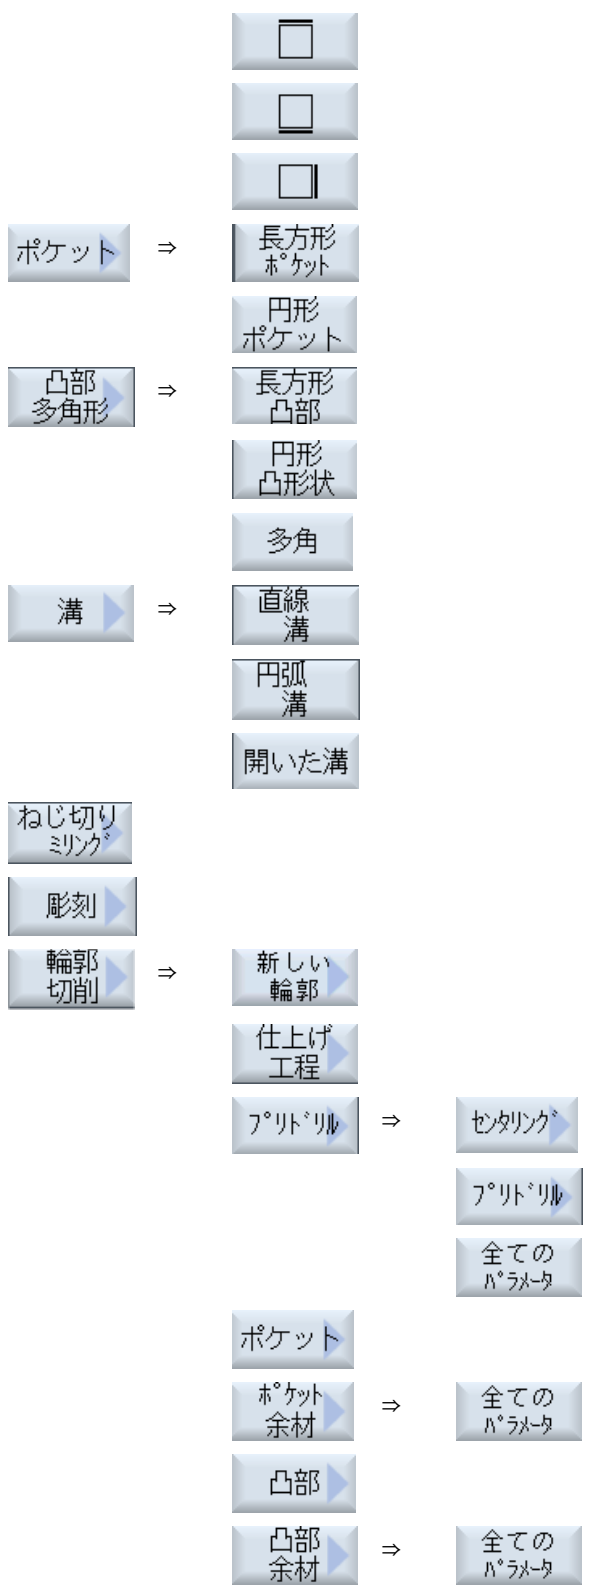 ポケット ⇒ 長方形
ポケット
円形
ポケット
凸部
多角形 ⇒ 長方形
凸部
円形
凸形状
多角
溝 ⇒ 直線
溝
円弧
溝
開いた溝
ねじ切り
ミリング
彫刻
輪郭
切削 ⇒ 新しい
輪郭
仕上げ
工程
プリドリル ⇒ センタリング
プリドリル
全ての
パラメータ
ポケット
ポケット
余材 ⇒ 全ての
パラメータ
凸部
凸部
余材 ⇒ 全ての
パラメータ